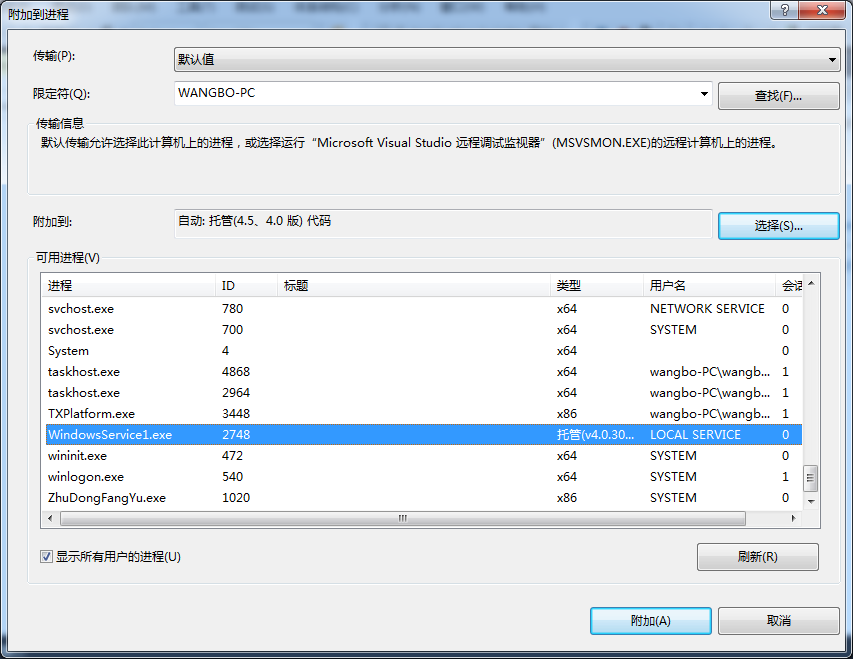 附加到进程
传输(P):
默认值
限定符(Q):
WANGBO-PC
查找(F)...
传输信息
默认传输允许选择此计算机上的进程，或选择运行“Microsoft Visual Studio 远程调试监视器”(MSVSMON.EXE)的远程计算机上的进程。
附加到:
自动: 托管(4.5、4.0 版) 代码
选择(S)...
可用进程(V)
进程 ID 标题 类型 用户名 会话
svchost.exe 780 x64 NETWORK SERVICE 0
svchost.exe 700 x64 SYSTEM 0
System 4 x64 0
taskhost.exe 4868 x64 wangbo-PC\wangb... 1
taskhost.exe 2964 x64 wangbo-PC\wangb... 1
TXPlatform.exe 3448 x86 wangbo-PC\wangb... 1
WindowsService1.exe 2748 托管(v4.0.30... LOCAL SERVICE 0
wininit.exe 472 x64 SYSTEM 0
winlogon.exe 540 x64 SYSTEM 1
ZhuDongFangYu.exe 1020 x86 SYSTEM 0
显示所有用户的进程(U)
刷新(R)
附加(A)
取消